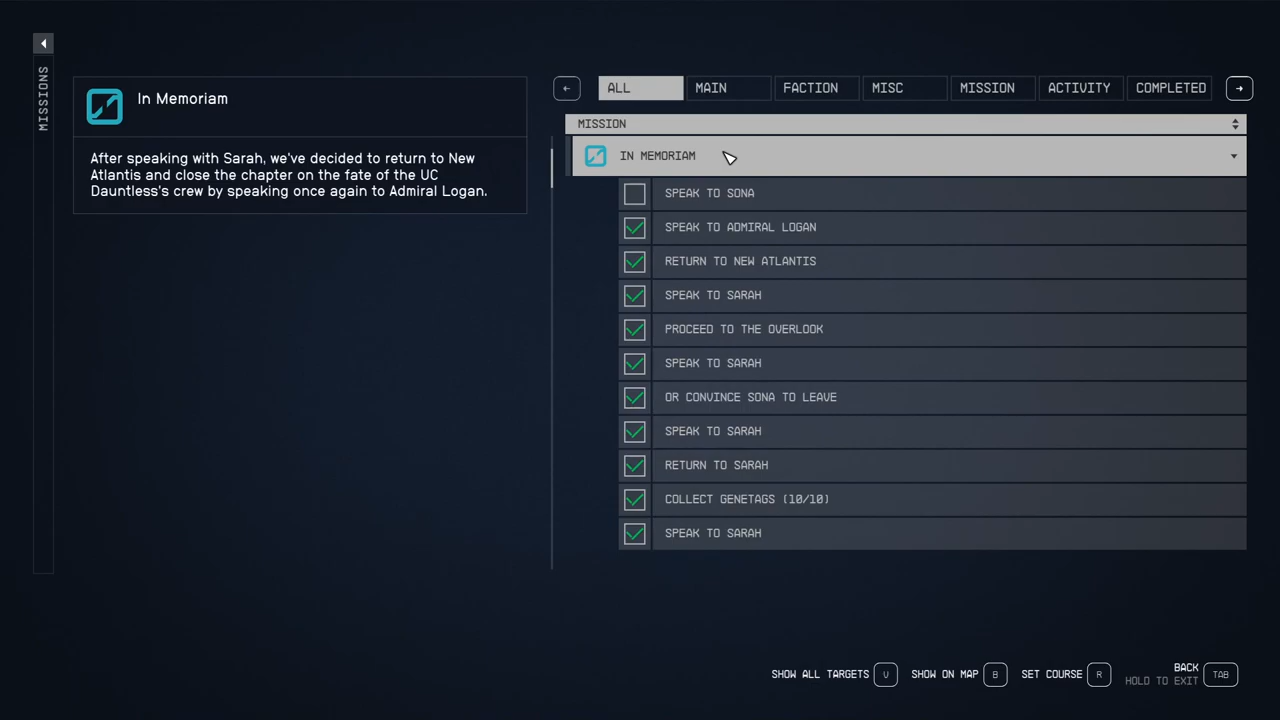 MISSIONS
In Memoriam
After speaking with Sarah, we've decided to return to New
Atlantis and close the chapter on the fate of the UC
Dauntless's crew by speaking once again to Admiral Logan.
ALL
MAIN
FACTION
MISC
MISSION
ACTIVITY
COMPLETED
MISSION
IN MEMORIAM
SPEAK TO SONA
SPEAK TO ADMIRAL LOGAN
RETURN TO NEW ATLANTIS
SPEAK TO SARAH
PROCEED TO THE OVERLOOK
SPEAK TO SARAH
OR CONVINCE SONA TO LEAVE
SPEAK TO SARAH
RETURN TO SARAH
COLLECT GENETAGS (10/10)
SPEAK TO SARAH
SHOW ALL TARGETS V
SHOW ON MAP B
SET COURSE R
BACK
HOLD TO EXIT
TAB